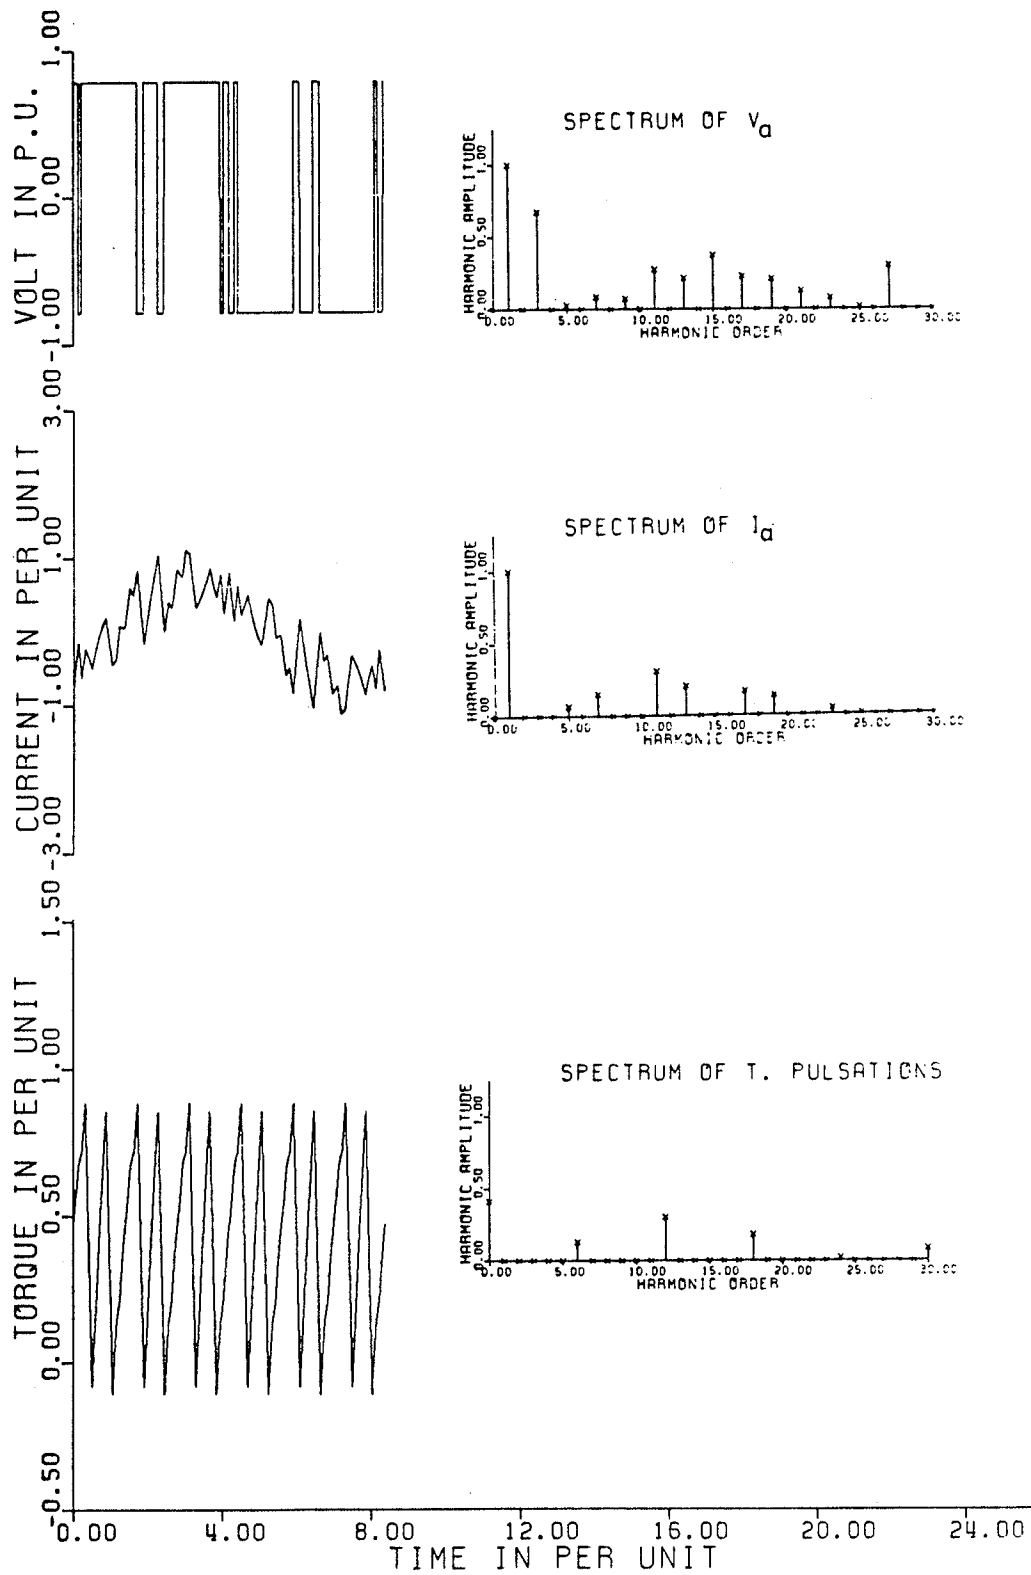 VOLT IN P.U.
1.00
0.00
-1.00
SPECTRUM OF Va
HARMONIC AMPLITUDE
1.00
0.50
0.00
0.00 5.00 10.00 15.00 20.00 25.00 30.00
HARMONIC ORDER
CURRENT IN PER UNIT
3.00
1.00
-1.00
-3.00
SPECTRUM OF Ia
HARMONIC AMPLITUDE
1.00
0.50
0.00
0.00 5.00 10.00 15.00 20.00 25.00 30.00
HARMONIC ORDER
TORQUE IN PER UNIT
1.50
1.00
0.50
0.00
-0.50
SPECTRUM OF T. PULSATIONS
HARMONIC AMPLITUDE
1.00
0.50
0.00
0.00 5.00 10.00 15.00 20.00 25.00 30.00
HARMONIC ORDER
0.00 4.00 8.00 12.00 16.00 20.00 24.00
TIME IN PER UNIT